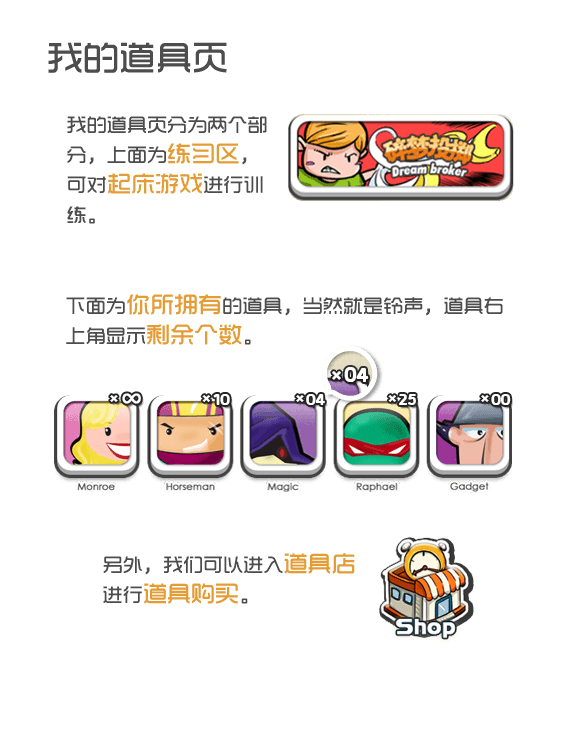 我的道具页
我的道具页分为两个部
分，上面为练习区，
可对起床游戏进行训
练。
碎梦投掷
Dream broker
下面为你所拥有的道具，当然就是铃声，道具右
上角显示剩余个数。
×04
×∞ ×10 ×04 ×25 ×00
Monroe Horseman Magic Raphael Gadget
另外，我们可以进入道具店
进行道具购买。
Shop